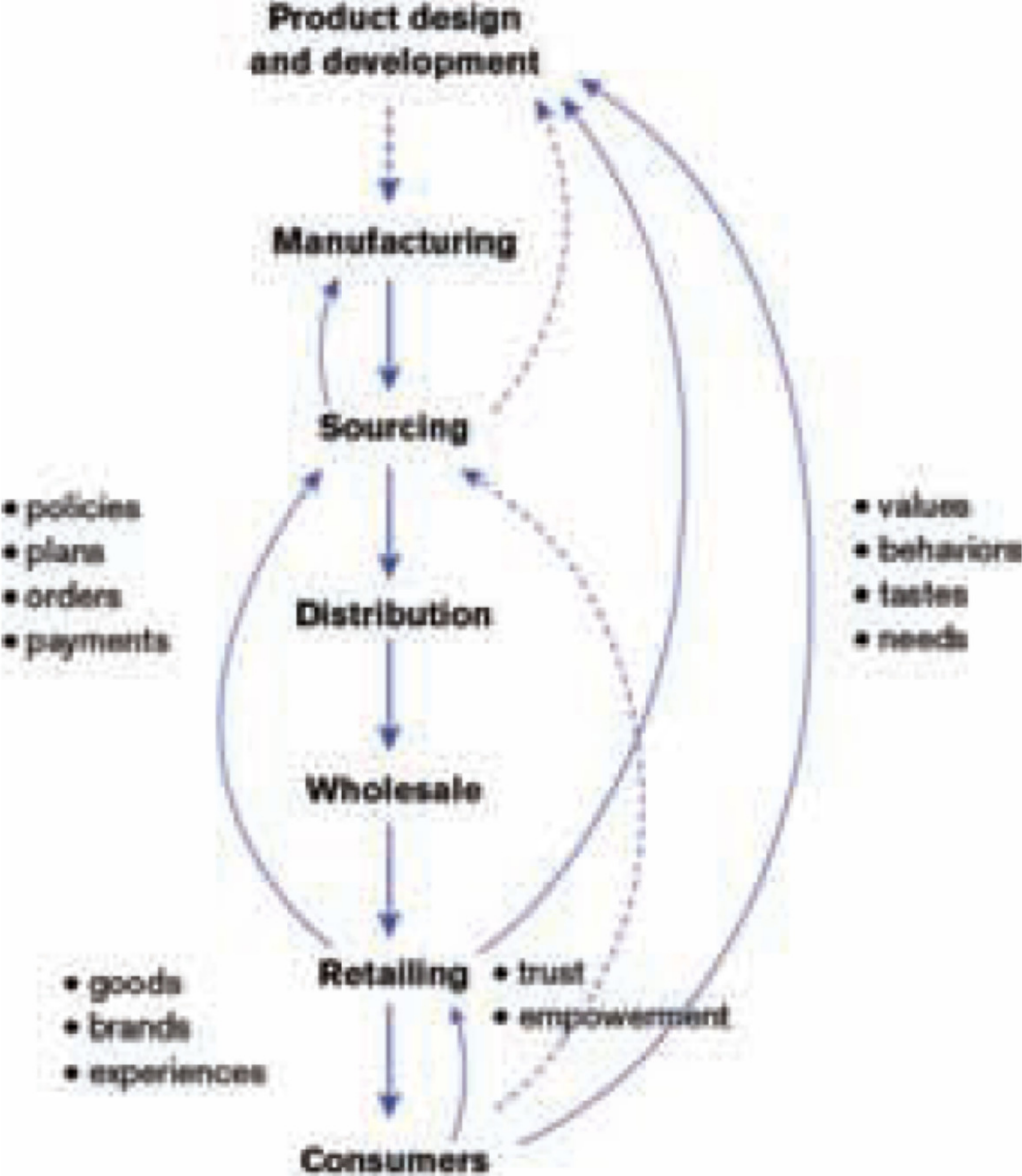 Product design
and development
Manufacturing
Sourcing
• policies
• plans
• orders
• payments
• values
• behaviors
• tastes
• needs
Distribution
Wholesale
Retailing
• trust
• empowerment
• goods
• brands
• experiences
Consumers